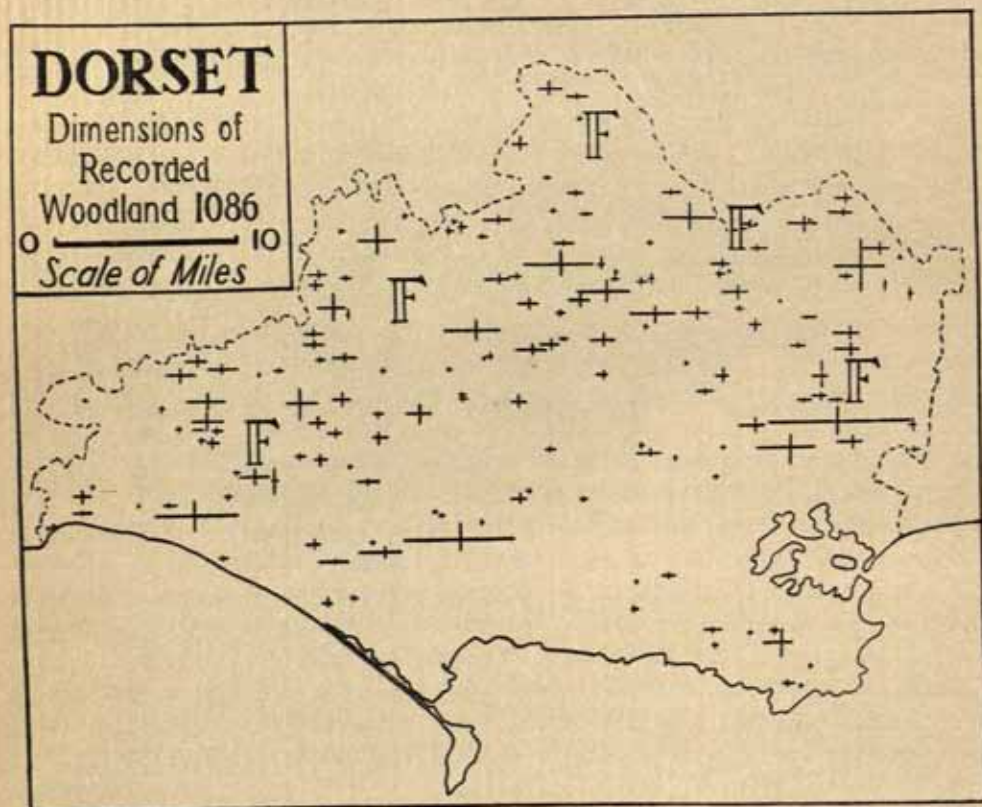 DORSET
Dimensions of
Recorded
Woodland 1086
0 10
Scale of Miles
F
F
F
F
F